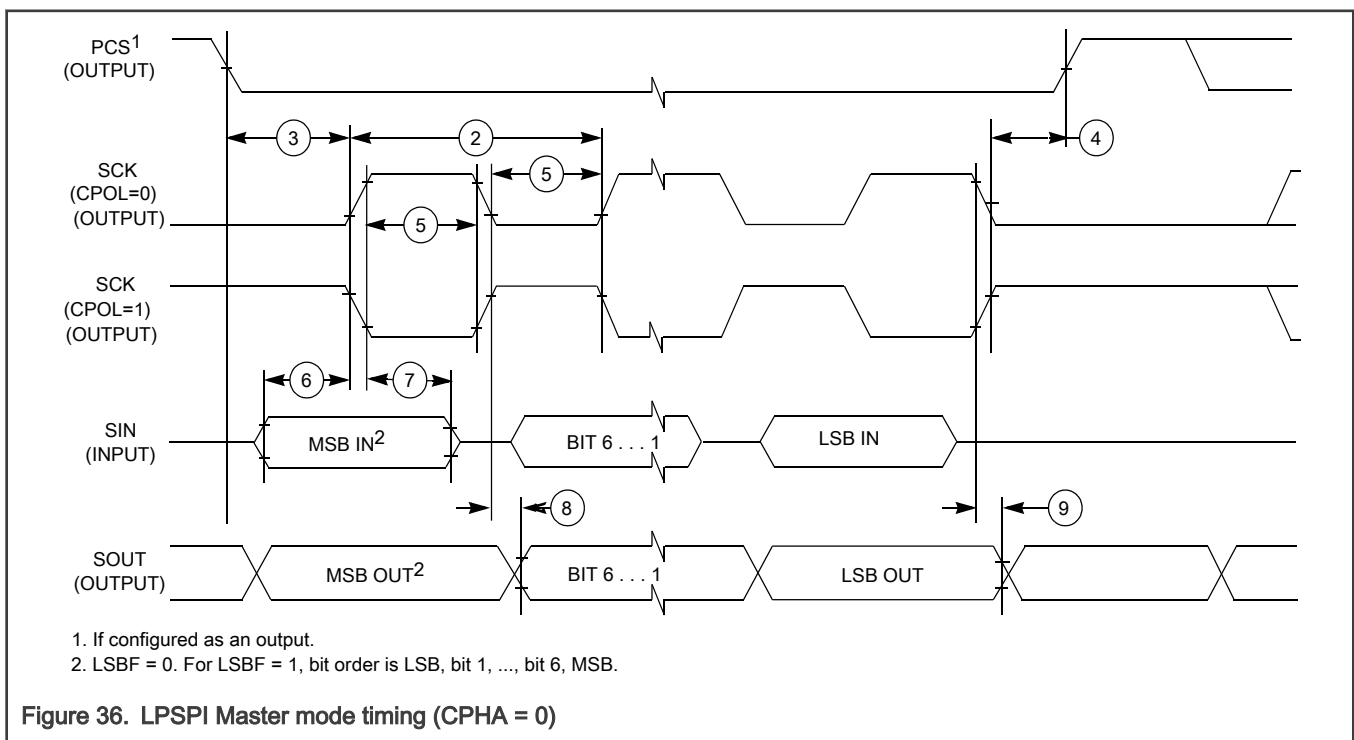 PCS1
(OUTPUT)
3
2
4
SCK
(CPOL=0)
(OUTPUT)
5
5
SCK
(CPOL=1)
(OUTPUT)
6
7
SIN
(INPUT)
MSB IN2
BIT 6 . . . 1
LSB IN
8
9
SOUT
(OUTPUT)
MSB OUT2
BIT 6 . . . 1
LSB OUT
1. If configured as an output.
2. LSBF = 0. For LSBF = 1, bit order is LSB, bit 1, ..., bit 6, MSB.
Figure 36. LPSPI Master mode timing (CPHA = 0)